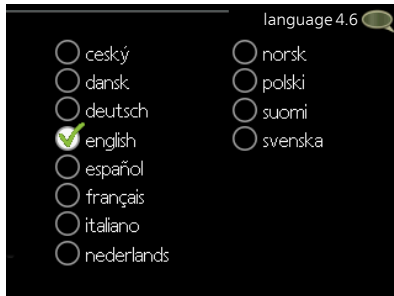 language 4.6
ceský
dansk
deutsch
english
español
français
italiano
nederlands
norsk
polski
suomi
svenska